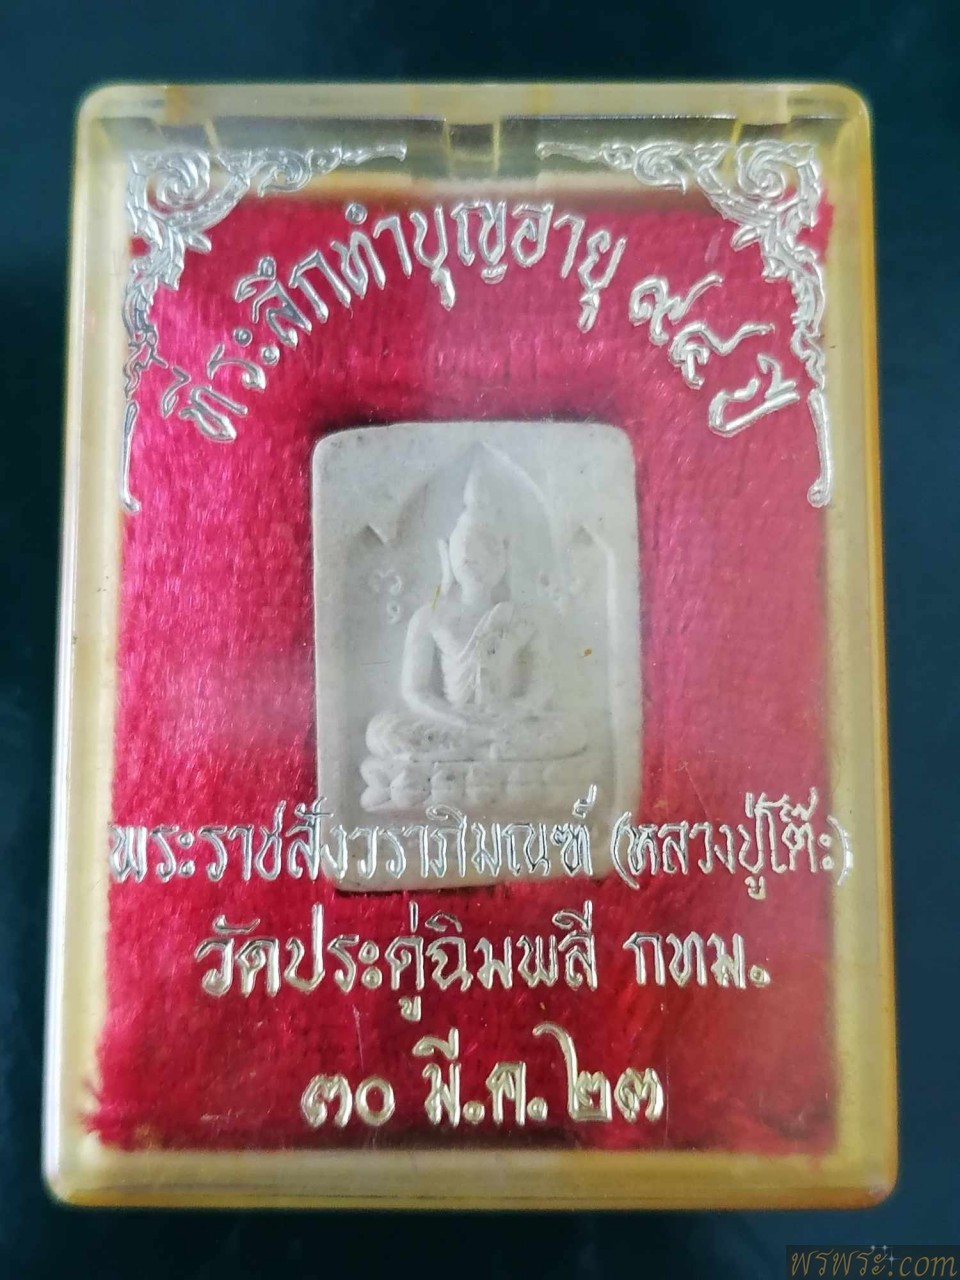 ที่ระลึกทำบุญอายุ ๙๔ ปี
พระราชสังวราภิมณฑ์ (หลวงปู่โต๊ะ)
วัดประดู่ฉิมพลี กทม.
๓๐ มี.ค. ๒๓
พรพระ.com